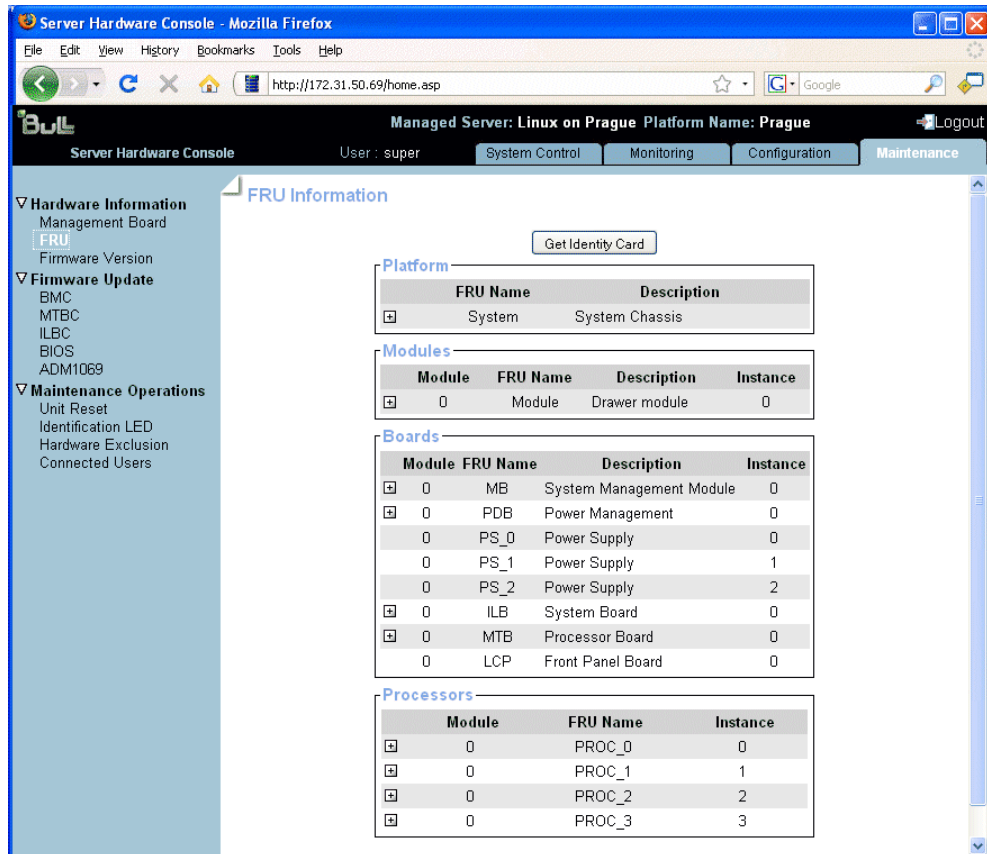 Server Hardware Console - Mozilla Firefox
File Edit View History Bookmarks Tools Help
http://172.31.50.69/home.asp G Google
Bull Managed Server: Linux on Prague Platform Name: Prague Logout
Server Hardware Console User : super System Control Monitoring Configuration Maintenance
Hardware Information
Management Board
FRU
Firmware Version
Firmware Update
BMC
MTBC
ILBC
BIOS
ADM1069
Maintenance Operations
Unit Reset
Identification LED
Hardware Exclusion
Connected Users
FRU Information
Get Identity Card
Platform
FRU Name Description
System System Chassis
Modules
Module FRU Name Description Instance
0 Module Drawer module 0
Boards
Module FRU Name Description Instance
0 MB System Management Module 0
0 PDB Power Management 0
0 PS_0 Power Supply 0
0 PS_1 Power Supply 1
0 PS_2 Power Supply 2
0 ILB System Board 0
0 MTB Processor Board 0
0 LCP Front Panel Board 0
Processors
Module FRU Name Instance
0 PROC_0 0
0 PROC_1 1
0 PROC_2 2
0 PROC_3 3